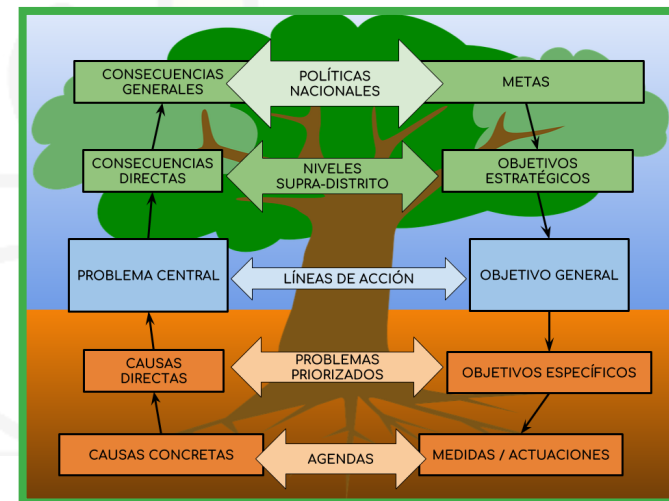 CONSECUENCIAS
GENERALES
POLÍTICAS
NACIONALES
METAS
CONSECUENCIAS
DIRECTAS
NIVELES
SUPRA-DISTRITO
OBJETIVOS
ESTRATÉGICOS
PROBLEMA CENTRAL
LÍNEAS DE ACCIÓN
OBJETIVO GENERAL
CAUSAS
DIRECTAS
PROBLEMAS
PRIORIZADOS
OBJETIVOS ESPECÍFICOS
CAUSAS CONCRETAS
AGENDAS
MEDIDAS / ACTUACIONES